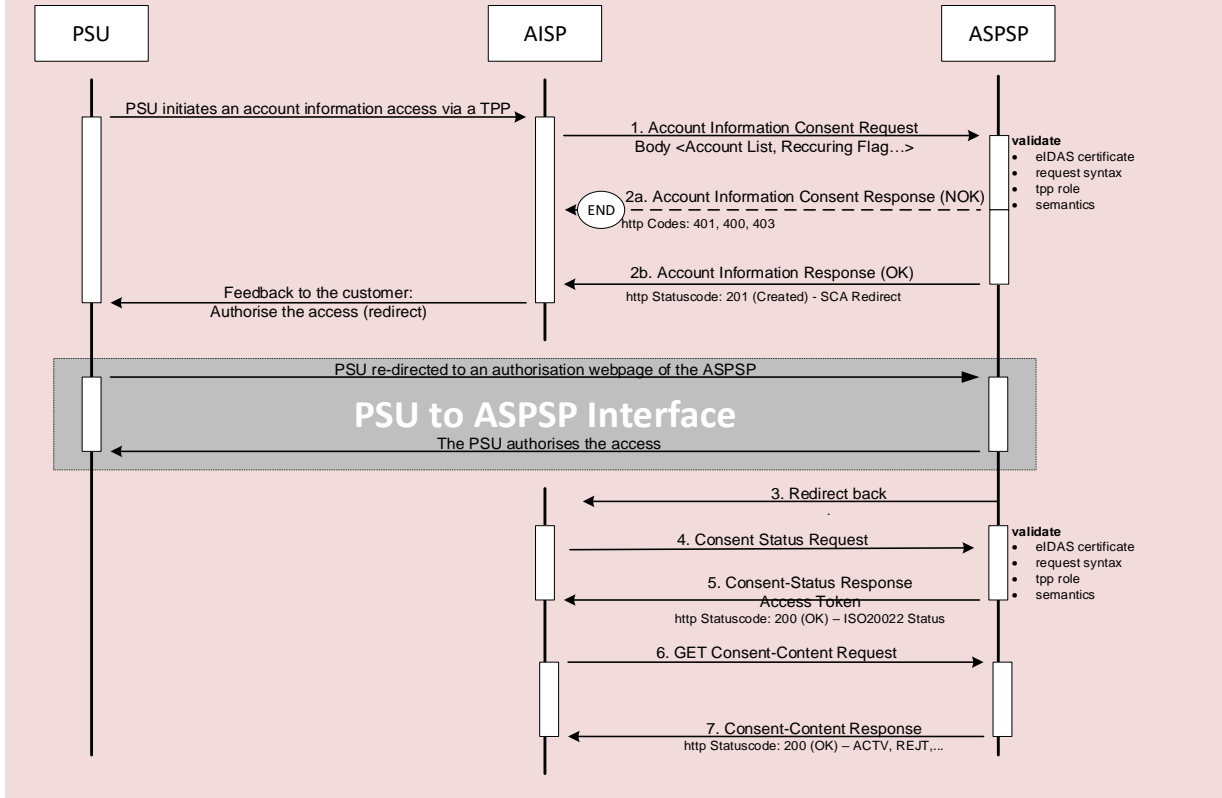 PSU
AISP
ASPSP
PSU initiates an account information access via a TPP
1. Account Information Consent Request
Body <Account List, Reccuring Flag…>
validate
• eIDAS certificate
• request syntax
• tpp role
• semantics
2a. Account Information Consent Response (NOK)
END
http Codes: 401, 400, 403
2b. Account Information Response (OK)
http Statuscode: 201 (Created) - SCA Redirect
Feedback to the customer:
Authorise the access (redirect)
PSU re-directed to an authorisation webpage of the ASPSP
PSU to ASPSP Interface
The PSU authorises the access
3. Redirect back
.
4. Consent Status Request
validate
• eIDAS certificate
• request syntax
• tpp role
• semantics
5. Consent-Status Response
Access Token
http Statuscode: 200 (OK) – ISO20022 Status
6. GET Consent-Content Request
7. Consent-Content Response
http Statuscode: 200 (OK) – ACTV, REJT,...